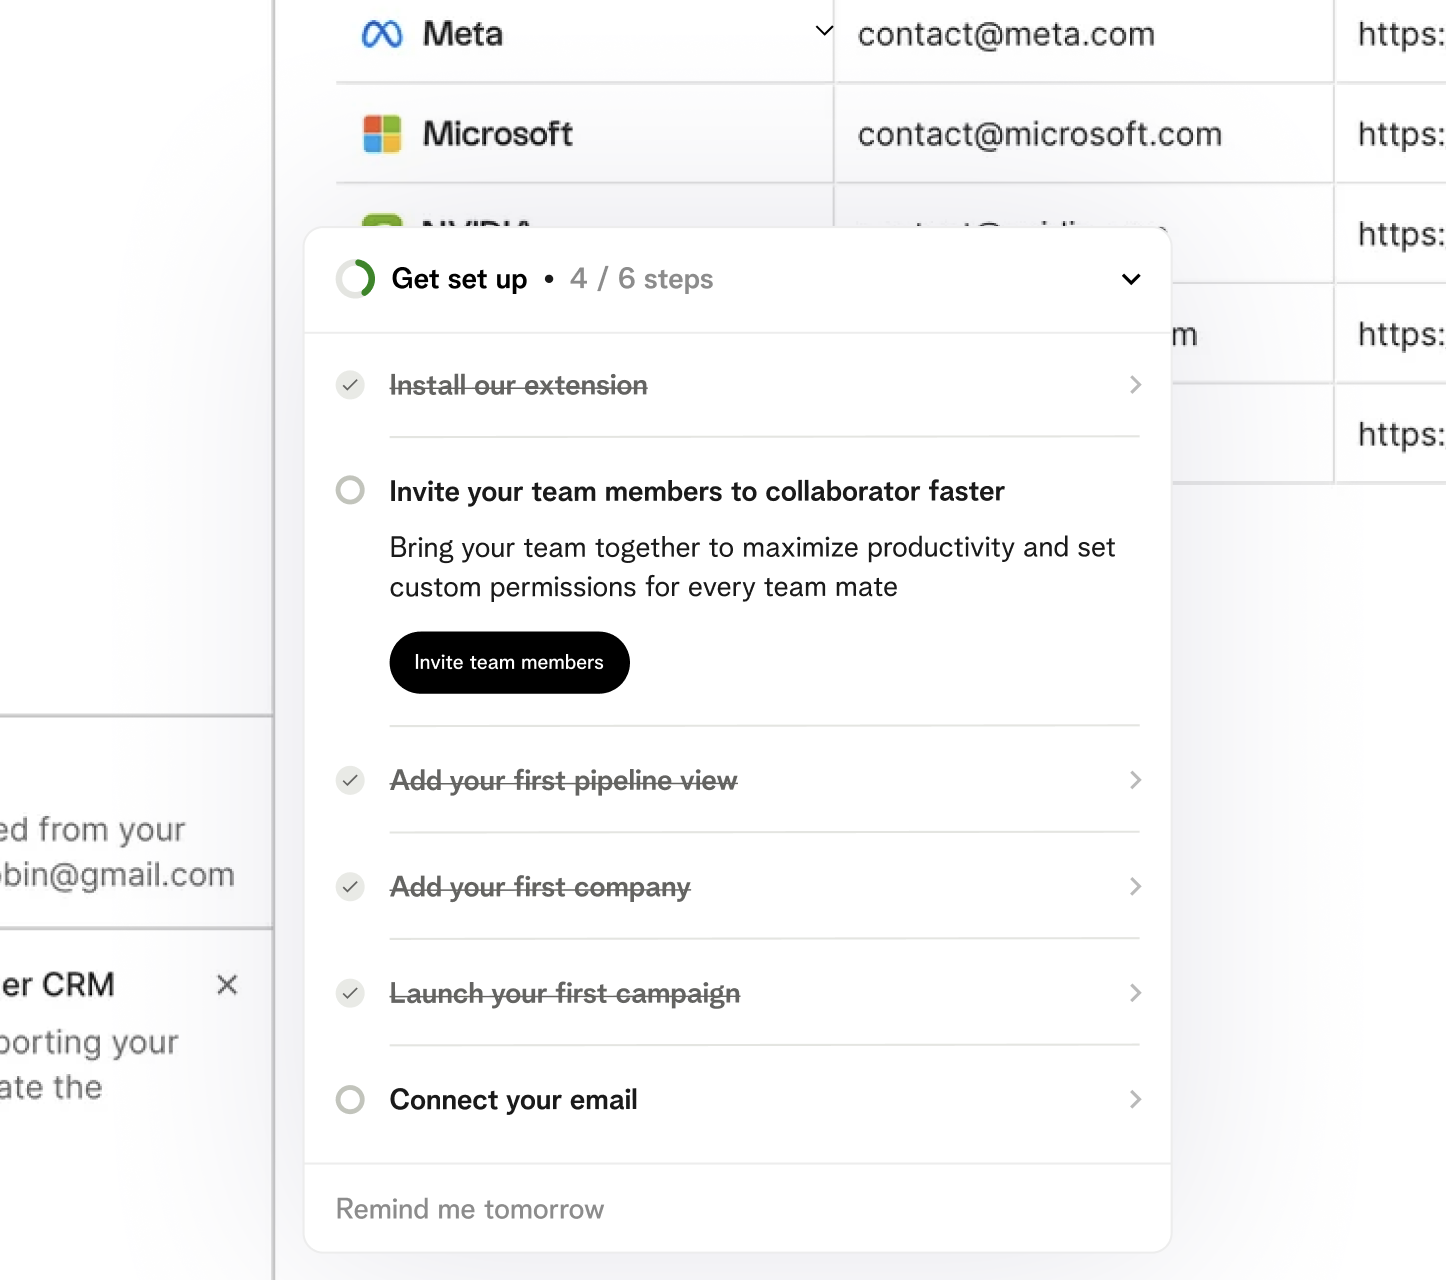 Meta
contact@meta.com
https:
Microsoft
contact@microsoft.com
https:
NVIDIA
https:
Get set up • 4 / 6 steps
m
https:
Install our extension
https:
Invite your team members to collaborator faster
Bring your team together to maximize productivity and set
custom permissions for every team mate
Invite team members
Add your first pipeline view
ed from your
bin@gmail.com
Add your first company
er CRM
Launch your first campaign
porting your
ate the
Connect your email
Remind me tomorrow